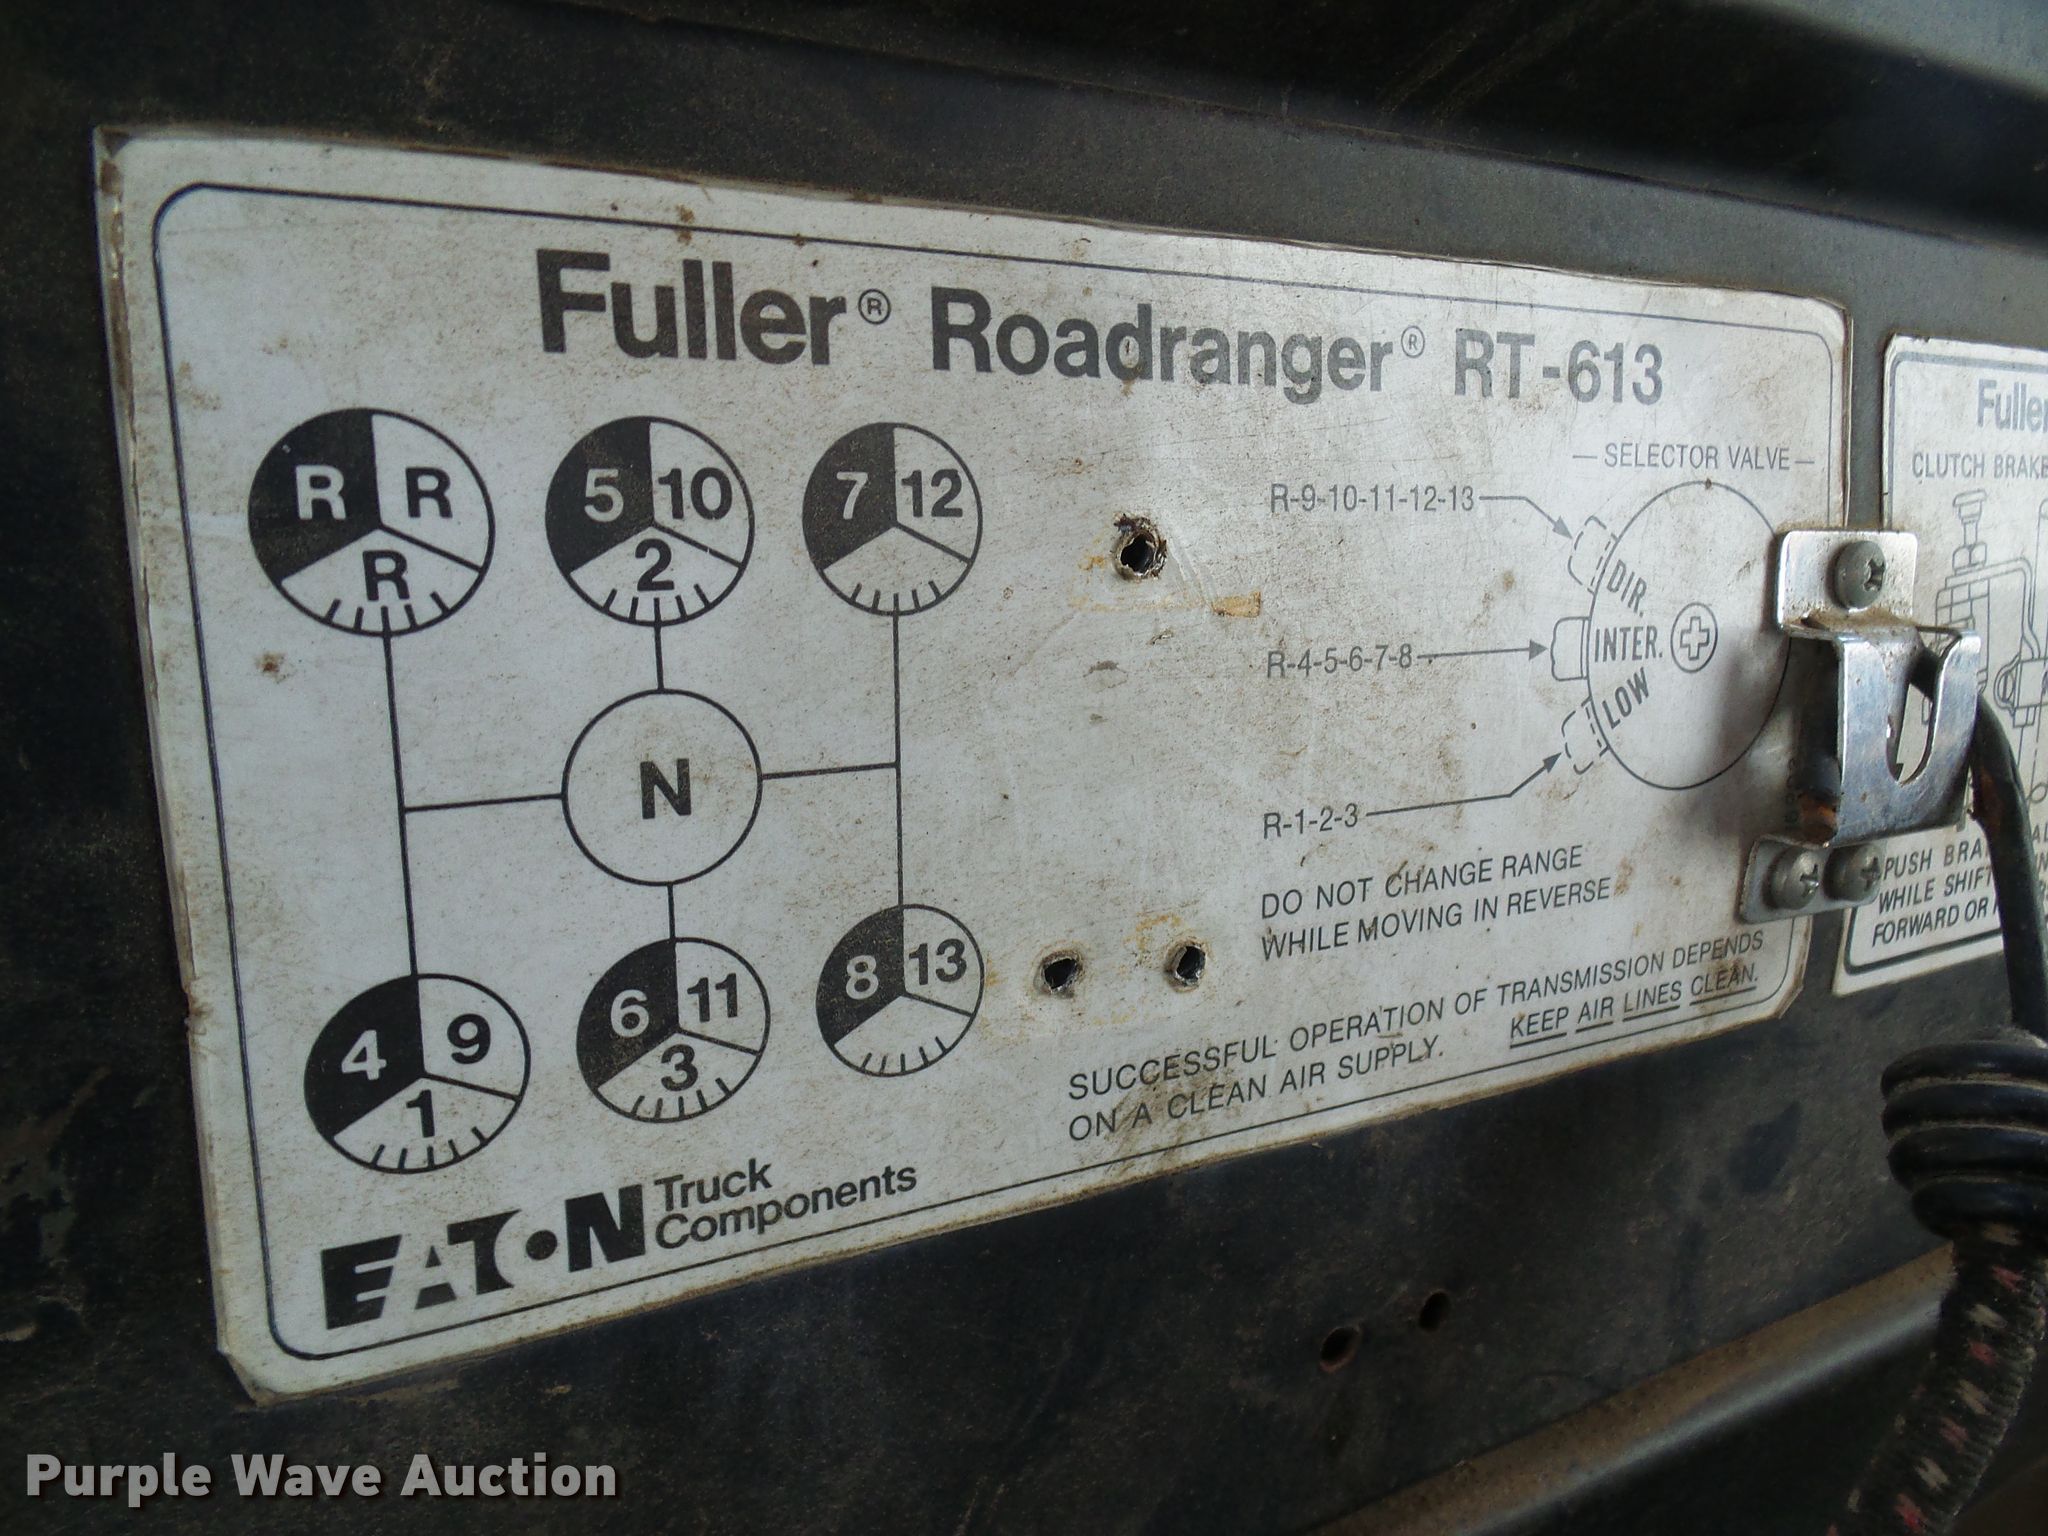 Fuller® Roadranger® RT-613
R R
R
5 10
2
7 12
N
4 9
1
6 11
3
8 13
— SELECTOR VALVE —
R-9-10-11-12-13
DIR.
R-4-5-6-7-8
INTER.
LOW
R-1-2-3
DO NOT CHANGE RANGE
WHILE MOVING IN REVERSE
SUCCESSFUL OPERATION OF TRANSMISSION DEPENDS
ON A CLEAN AIR SUPPLY. KEEP AIR LINES CLEAN.
EATON Truck
Components
Fuller
CLUTCH BRAKE
PUSH
WHILE
FORWARD OR
Purple Wave Auction